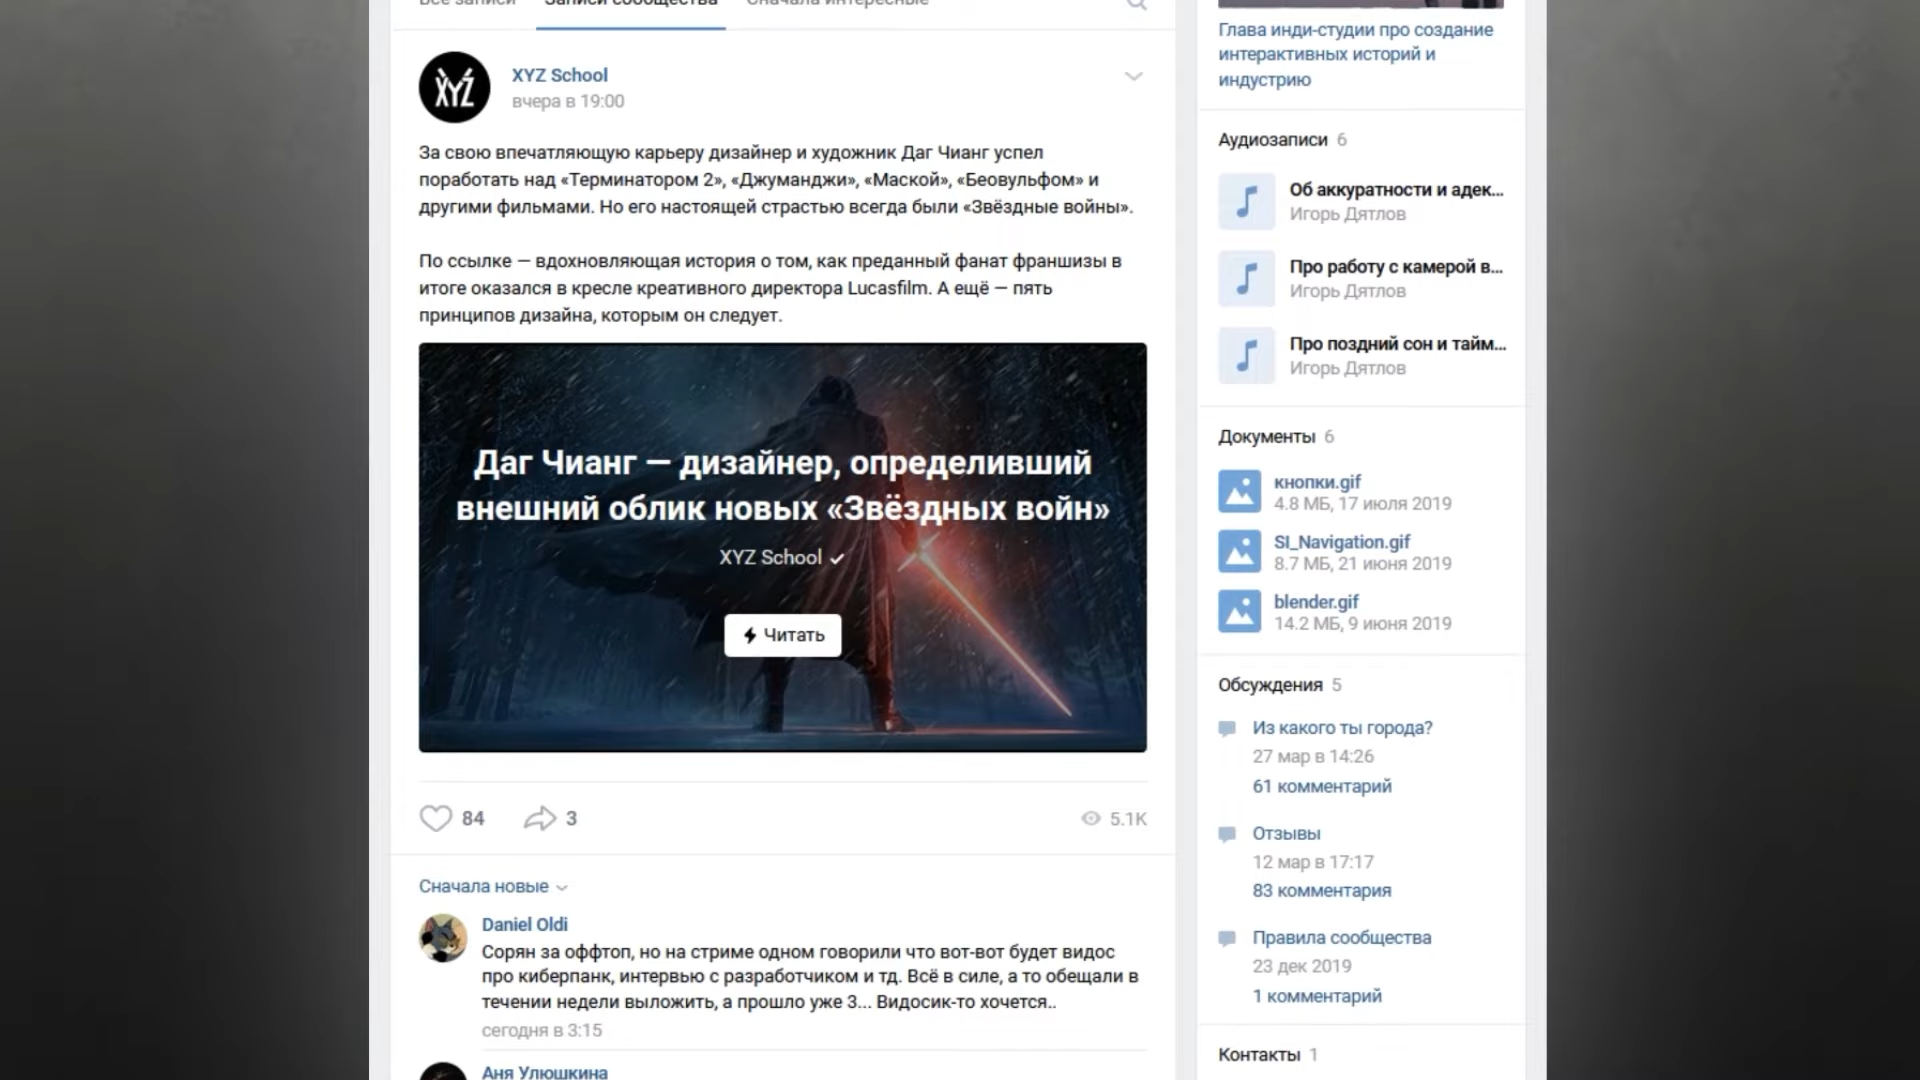 Все записи
Записи сообщества
Сначала интересные
XYZ
XYZ School
вчера в 19:00
За свою впечатляющую карьеру дизайнер и художник Даг Чианг успел
поработать над «Терминатором 2», «Джуманджи», «Маской», «Беовульфом» и
другими фильмами. Но его настоящей страстью всегда были «Звёздные войны».
По ссылке — вдохновляющая история о том, как преданный фанат франшизы в
итоге оказался в кресле креативного директора Lucasfilm. А ещё — пять
принципов дизайна, которым он следует.
Даг Чианг — дизайнер, определивший
внешний облик новых «Звёздных войн»
XYZ School
Читать
84
3
5.1K
Сначала новые
Daniel Oldi
Сорян за оффтоп, но на стриме одном говорили что вот-вот будет видос
про киберпанк, интервью с разработчиком и тд. Всё в силе, а то обещали в
течении недели выложить, а прошло уже 3... Видосик-то хочется..
сегодня в 3:15
Аня Улюшкина
Глава инди-студии про создание
интерактивных историй и
индустрию
Аудиозаписи 6
Об аккуратности и адек...
Игорь Дятлов
Про работу с камерой в...
Игорь Дятлов
Про поздний сон и тайм...
Игорь Дятлов
Документы 6
кнопки.gif
4.8 МБ, 17 июля 2019
SI_Navigation.gif
8.7 МБ, 21 июня 2019
blender.gif
14.2 МБ, 9 июня 2019
Обсуждения 5
Из какого ты города?
27 мар в 14:26
61 комментарий
Отзывы
12 мар в 17:17
83 комментария
Правила сообщества
23 дек 2019
1 комментарий
Контакты 1